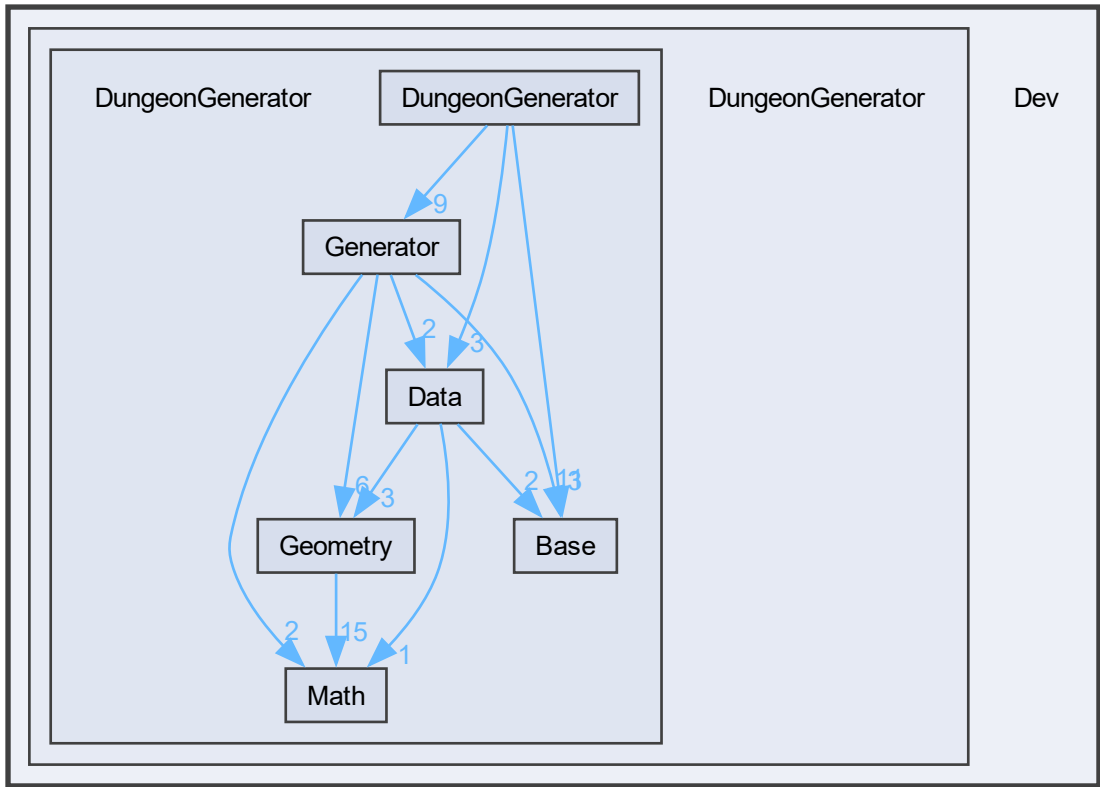 DungeonGenerator
DungeonGenerator
DungeonGenerator
Dev
9
Generator
2
3
Data
6
3
2
Geometry
Base
2
15
1
Math